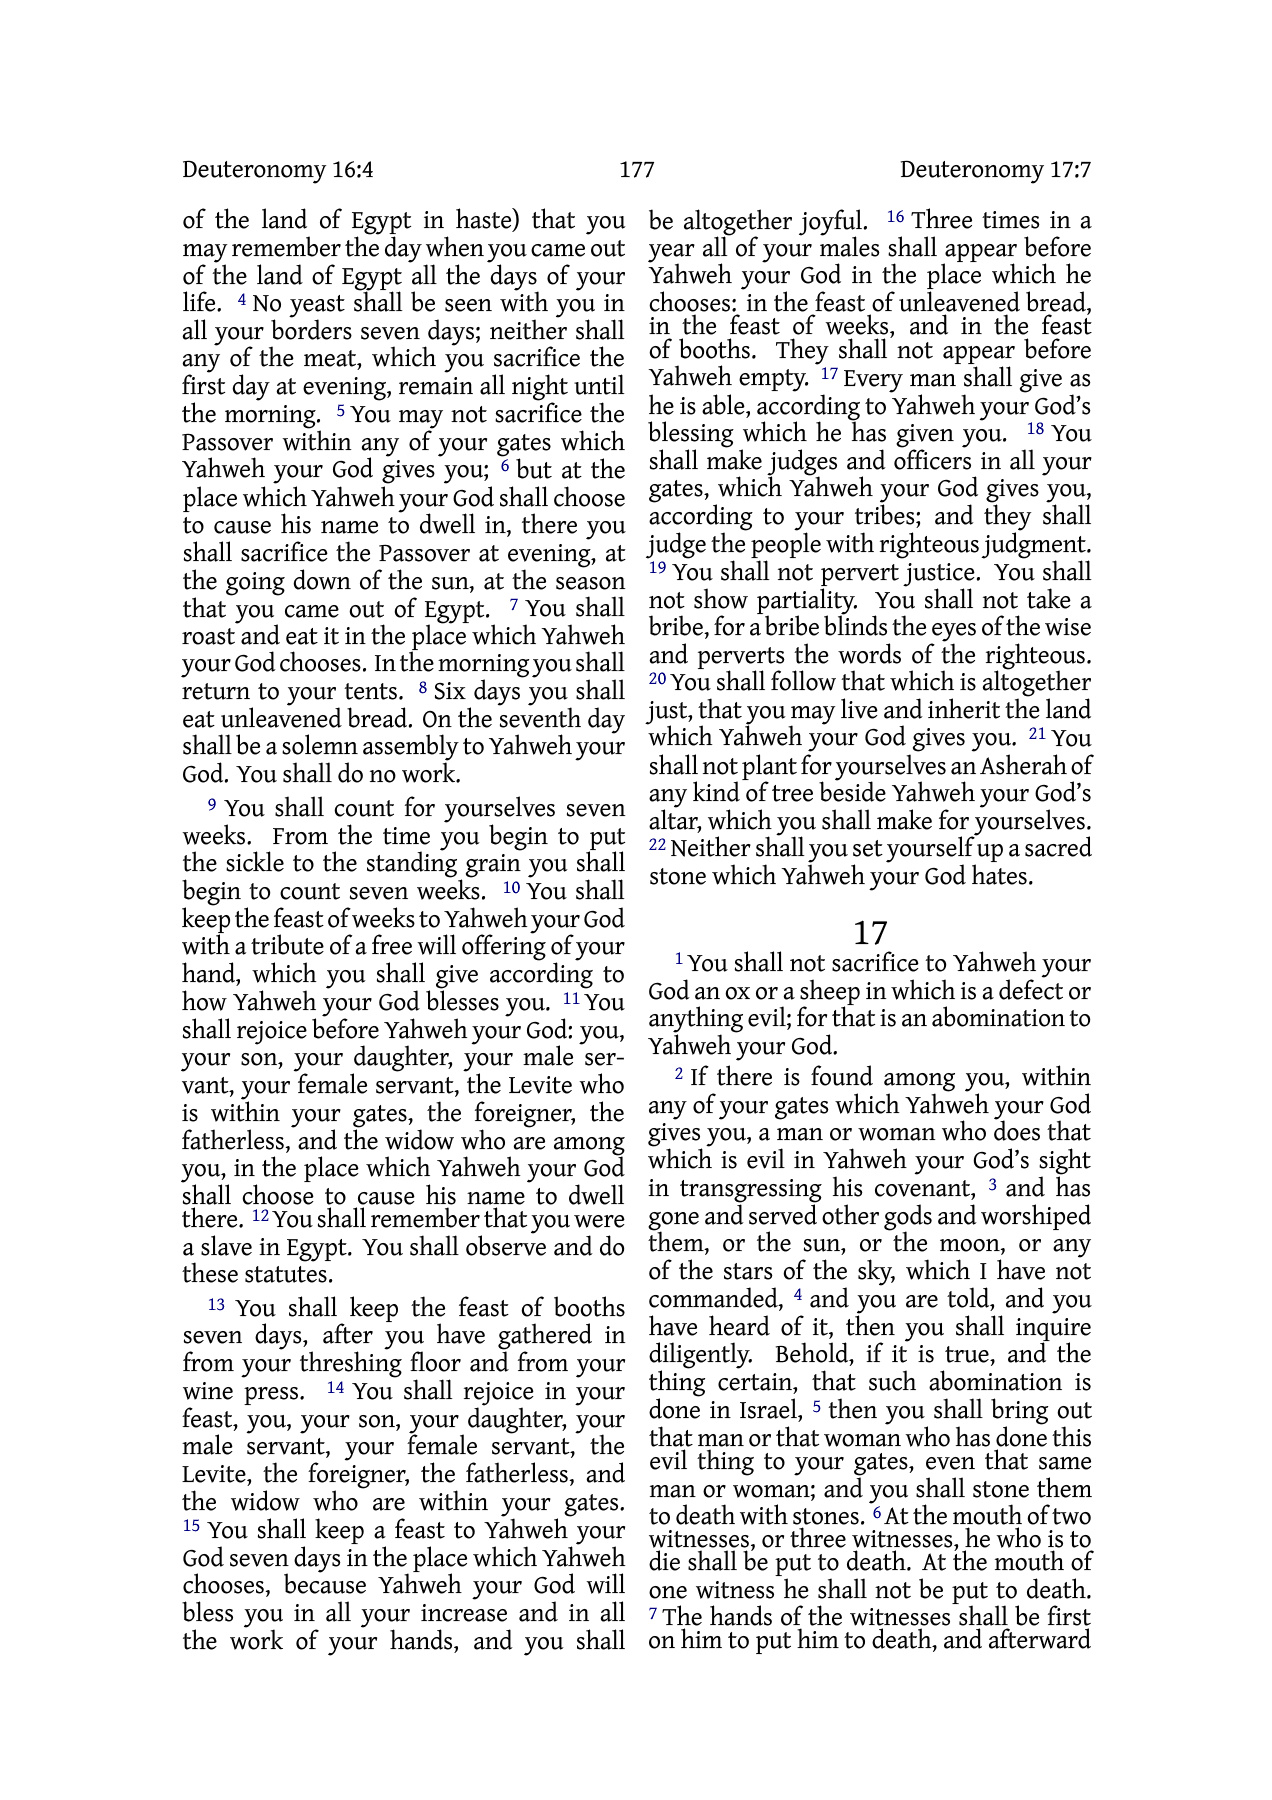 Deuteronomy 16:4 177 Deuteronomy 17:7
of the land of Egypt in haste) that you
may remember the day when you came out
of the land of Egypt all the days of your
life. 4 No yeast shall be seen with you in
all your borders seven days; neither shall
any of the meat, which you sacrifice the
first day at evening, remain all night until
the morning. 5 You may not sacrifice the
Passover within any of your gates which
Yahweh your God gives you; 6 but at the
place which Yahweh your God shall choose
to cause his name to dwell in, there you
shall sacrifice the Passover at evening, at
the going down of the sun, at the season
that you came out of Egypt. 7 You shall
roast and eat it in the place which Yahweh
your God chooses. In the morning you shall
return to your tents. 8 Six days you shall
eat unleavened bread. On the seventh day
shall be a solemn assembly to Yahweh your
God. You shall do no work.
9 You shall count for yourselves seven
weeks. From the time you begin to put
the sickle to the standing grain you shall
begin to count seven weeks. 10 You shall
keep the feast of weeks to Yahweh your God
with a tribute of a free will offering of your
hand, which you shall give according to
how Yahweh your God blesses you. 11 You
shall rejoice before Yahweh your God: you,
your son, your daughter, your male ser-
vant, your female servant, the Levite who
is within your gates, the foreigner, the
fatherless, and the widow who are among
you, in the place which Yahweh your God
shall choose to cause his name to dwell
there. 12 You shall remember that you were
a slave in Egypt. You shall observe and do
these statutes.
13 You shall keep the feast of booths
seven days, after you have gathered in
from your threshing floor and from your
wine press. 14 You shall rejoice in your
feast, you, your son, your daughter, your
male servant, your female servant, the
Levite, the foreigner, the fatherless, and
the widow who are within your gates.
15 You shall keep a feast to Yahweh your
God seven days in the place which Yahweh
chooses, because Yahweh your God will
bless you in all your increase and in all
the work of your hands, and you shall
be altogether joyful. 16 Three times in a
year all of your males shall appear before
Yahweh your God in the place which he
chooses: in the feast of unleavened bread,
in the feast of weeks, and in the feast
of booths. They shall not appear before
Yahweh empty. 17 Every man shall give as
he is able, according to Yahweh your God’s
blessing which he has given you. 18 You
shall make judges and officers in all your
gates, which Yahweh your God gives you,
according to your tribes; and they shall
judge the people with righteous judgment.
19 You shall not pervert justice. You shall
not show partiality. You shall not take a
bribe, for a bribe blinds the eyes of the wise
and perverts the words of the righteous.
20 You shall follow that which is altogether
just, that you may live and inherit the land
which Yahweh your God gives you. 21 You
shall not plant for yourselves an Asherah of
any kind of tree beside Yahweh your God’s
altar, which you shall make for yourselves.
22 Neither shall you set yourself up a sacred
stone which Yahweh your God hates.
17
1 You shall not sacrifice to Yahweh your
God an ox or a sheep in which is a defect or
anything evil; for that is an abomination to
Yahweh your God.
2 If there is found among you, within
any of your gates which Yahweh your God
gives you, a man or woman who does that
which is evil in Yahweh your God’s sight
in transgressing his covenant, 3 and has
gone and served other gods and worshiped
them, or the sun, or the moon, or any
of the stars of the sky, which I have not
commanded, 4 and you are told, and you
have heard of it, then you shall inquire
diligently. Behold, if it is true, and the
thing certain, that such abomination is
done in Israel, 5 then you shall bring out
that man or that woman who has done this
evil thing to your gates, even that same
man or woman; and you shall stone them
to death with stones. 6 At the mouth of two
witnesses, or three witnesses, he who is to
die shall be put to death. At the mouth of
one witness he shall not be put to death.
7 The hands of the witnesses shall be first
on him to put him to death, and afterward